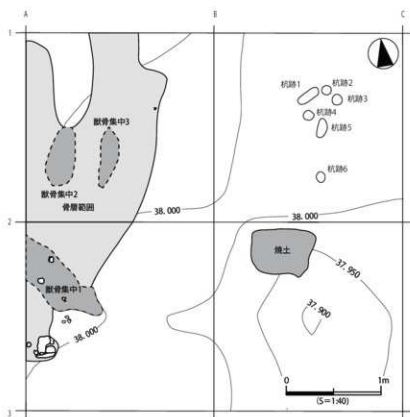 A B C
1
杭跡1
杭跡2
杭跡3
杭跡4
杭跡5
杭跡6
獣骨集中3
獣骨集中2
骨層範囲
38.000
2
38.000
焼土
37.950
獣骨集中1
37.900
38.000
0 1m
(S=1:40)
3